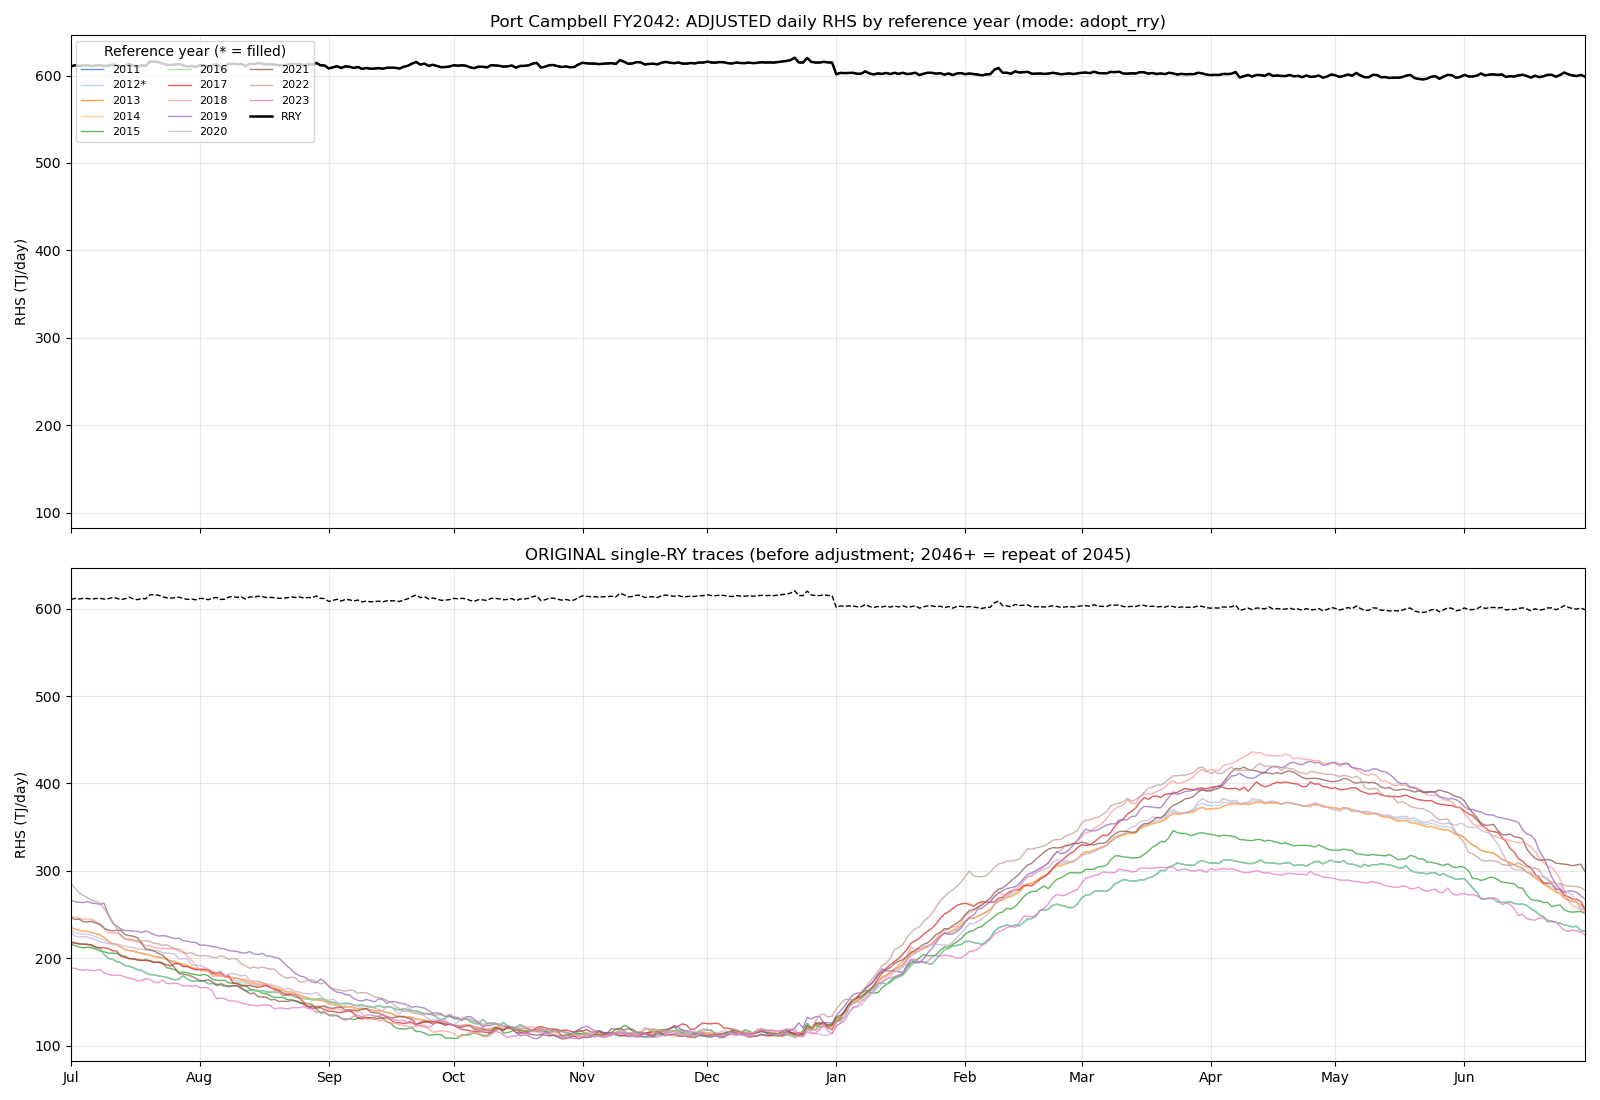 Port Campbell FY2042: ADJUSTED daily RHS by reference year (mode: adopt_rry)
Reference year (* = filled)
2011 2016 2021
2012* 2017 2022
2013 2018 2023
2014 2019 RRY
2015 2020
RHS (TJ/day)
600
500
400
300
200
100
ORIGINAL single-RY traces (before adjustment; 2046+ = repeat of 2045)
RHS (TJ/day)
600
500
400
300
200
100
Jul Aug Sep Oct Nov Dec Jan Feb Mar Apr May Jun